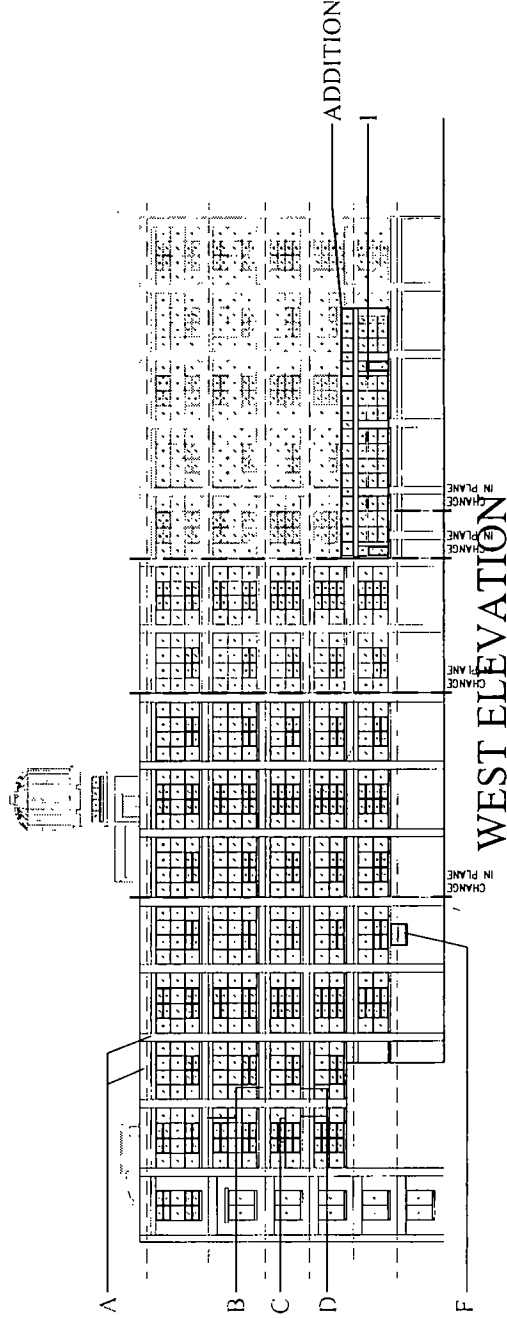 ADDITION
1
A
B
C
D
F
CHANGE
IN PLANE
CHANGE
IN PLANE
CHANGE
IN PLANE
CHANGE
IN PLANE
WEST ELEVATION